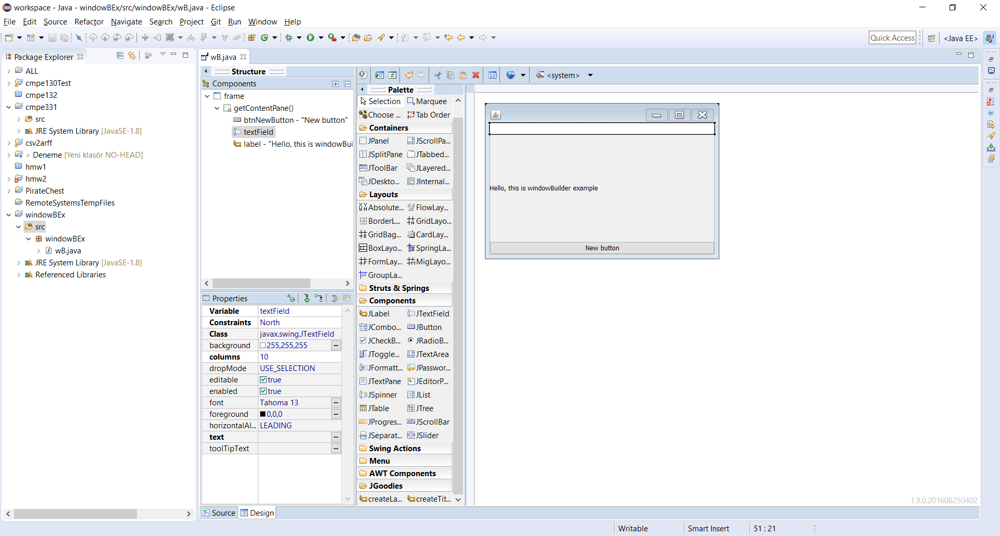 workspace - Java - windowBEx/src/windowBEx/wB.java - Eclipse
File Edit Source Refactor Navigate Search Project Git Run Window Help
Quick Access
<Java EE>
Package Explorer
ALL
cmpe130Test
cmpe132
cmpe331
src
JRE System Library [JavaSE-1.8]
csv2arff
> Deneme [Yeni klasör NO-HEAD]
hmw1
hmw2
PirateChest
RemoteSystemsTempFiles
windowBEx
src
windowBEx
wB.java
JRE System Library [JavaSE-1.8]
Referenced Libraries
wB.java
Structure
Components
frame
getContentPane()
btnNewButton - "New button"
textField
label - "Hello, this is windowBui
Properties
Variable textField
Constraints North
Class javax.swing.JTextField
background 255,255,255 ...
columns 10
dropMode USE_SELECTION
editable true
enabled true
font Tahoma 13 ...
foreground 0,0,0 ...
horizontalAl... LEADING
text ...
toolTipText ...
<system>
Palette
Selection Marquee
Choose ... Tab Order
Containers
JPanel JScrollPa...
JSplitPane JTabbed...
JToolBar JLayered...
JDeskto... JInternal...
Layouts
Absolute... FlowLay...
BorderL... GridLayo...
GridBag... CardLay...
BoxLayo... SpringLa...
FormLay... MigLayo...
GroupLa...
Struts & Springs
Components
JLabel JTextField
JCombo... JButton
JCheckB... JRadioB...
JToggle... JTextArea
JFormatt... JPasswor...
JTextPane JEditorP...
JSpinner JList
JTable JTree
JProgres... JScrollBar
JSeparat... JSlider
Swing Actions
Menu
AWT Components
JGoodies
createLa... createTit...
Hello, this is windowBuilder example
New button
1.9.0.201608250402
Source Design
Writable Smart Insert 51 : 21